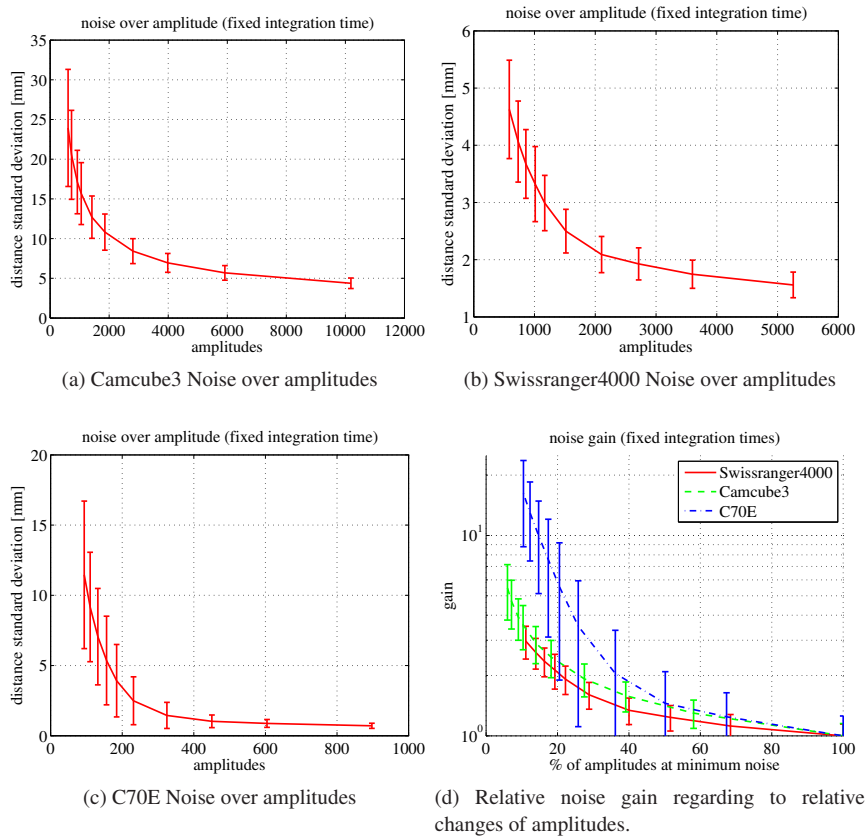 noise over amplitude (fixed integration time)
35
30
25
20
15
10
5
0
distance standard deviation [mm]
0 2000 4000 6000 8000 10000 12000
amplitudes
(a) Camcube3 Noise over amplitudes
noise over amplitude (fixed integration time)
6
5
4
3
2
1
distance standard deviation [mm]
0 1000 2000 3000 4000 5000 6000
amplitudes
(b) Swissranger4000 Noise over amplitudes
noise over amplitude (fixed integration time)
20
15
10
5
0
distance standard deviation [mm]
0 200 400 600 800 1000
amplitudes
(c) C70E Noise over amplitudes
noise gain (fixed integration times)
Swissranger4000
Camcube3
C70E
10^1
10^0
gain
0 20 40 60 80 100
% of amplitudes at minimum noise
(d) Relative noise gain regarding to relative
changes of amplitudes.